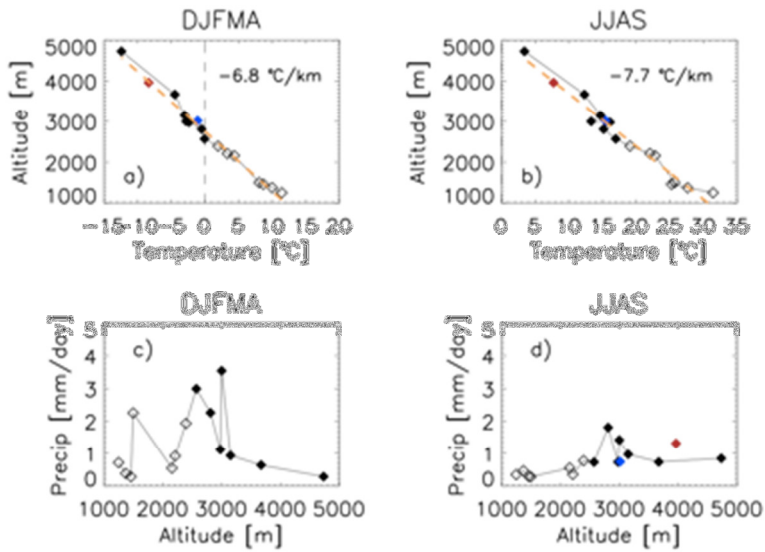 DJFMA
JJAS
5000
4000
3000
2000
1000
Altitude [m]
-6.8 °C/km
a)
-15 -10 -5 0 5 10 15 20
Temperature [°C]
5000
4000
3000
2000
1000
Altitude [m]
-7.7 °C/km
b)
0 5 10 15 20 25 30 35
Temperature [°C]
DJFMA
JJAS
5
4
3
2
1
0
Precip [mm/day]
c)
1000 2000 3000 4000 5000
Altitude [m]
5
4
3
2
1
0
Precip [mm/day]
d)
1000 2000 3000 4000 5000
Altitude [m]